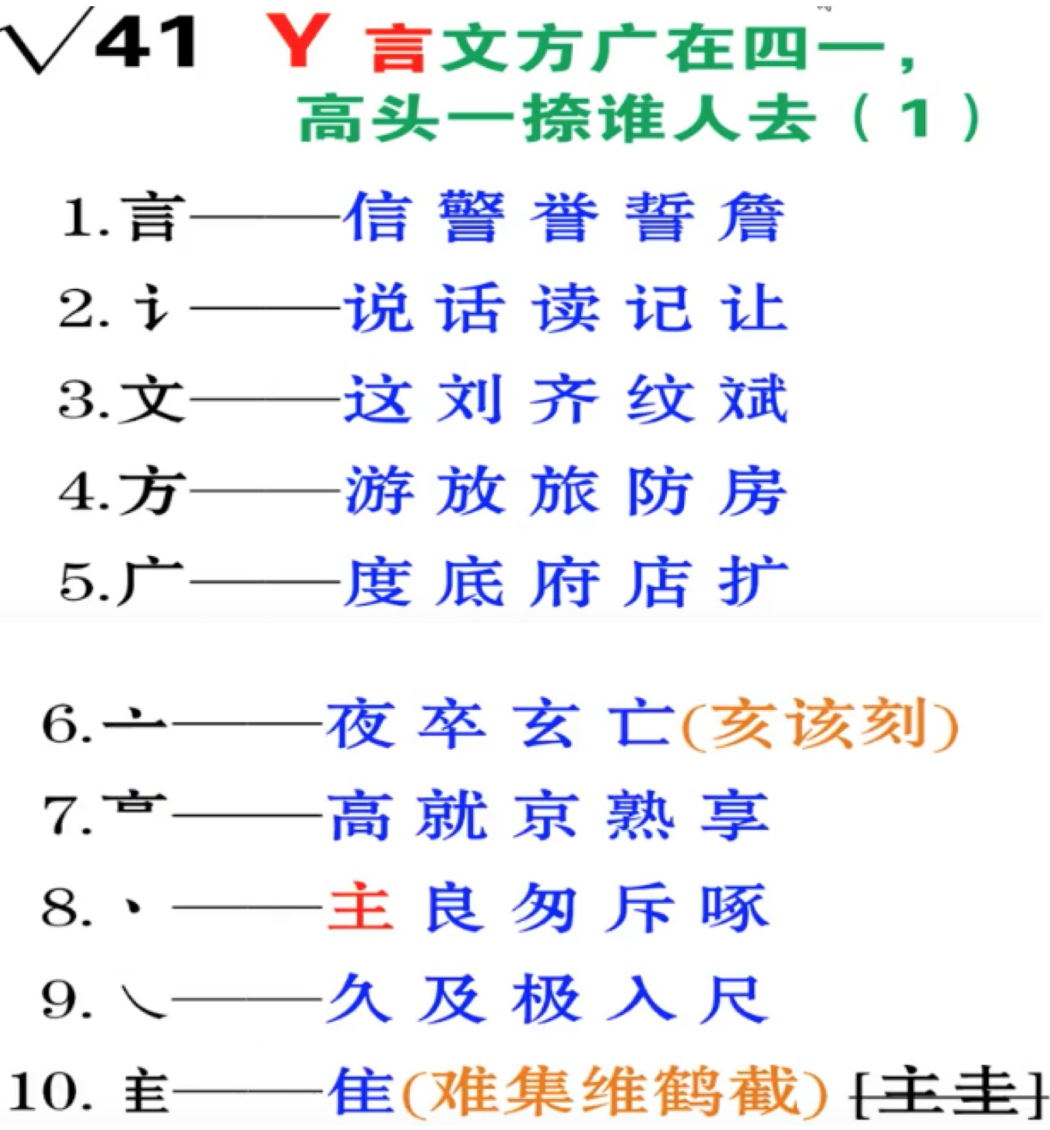 √41 Y 言文方广在四一，
高头一捺谁人去（1）
1.言——信 警 誉 誓 詹
2.讠——说 话 读 记 让
3.文——这 刘 齐 纹 斌
4.方——游 放 旅 防 房
5.广——度 底 府 店 扩
6.亠——夜 卒 玄 亡(亥该刻)
7.——高 就 京 熟 享
8.丶——主 良 匆 斥 啄
9.㇏——久 及 极 入 尺
10.——隹(难集维鹤截) [主圭]